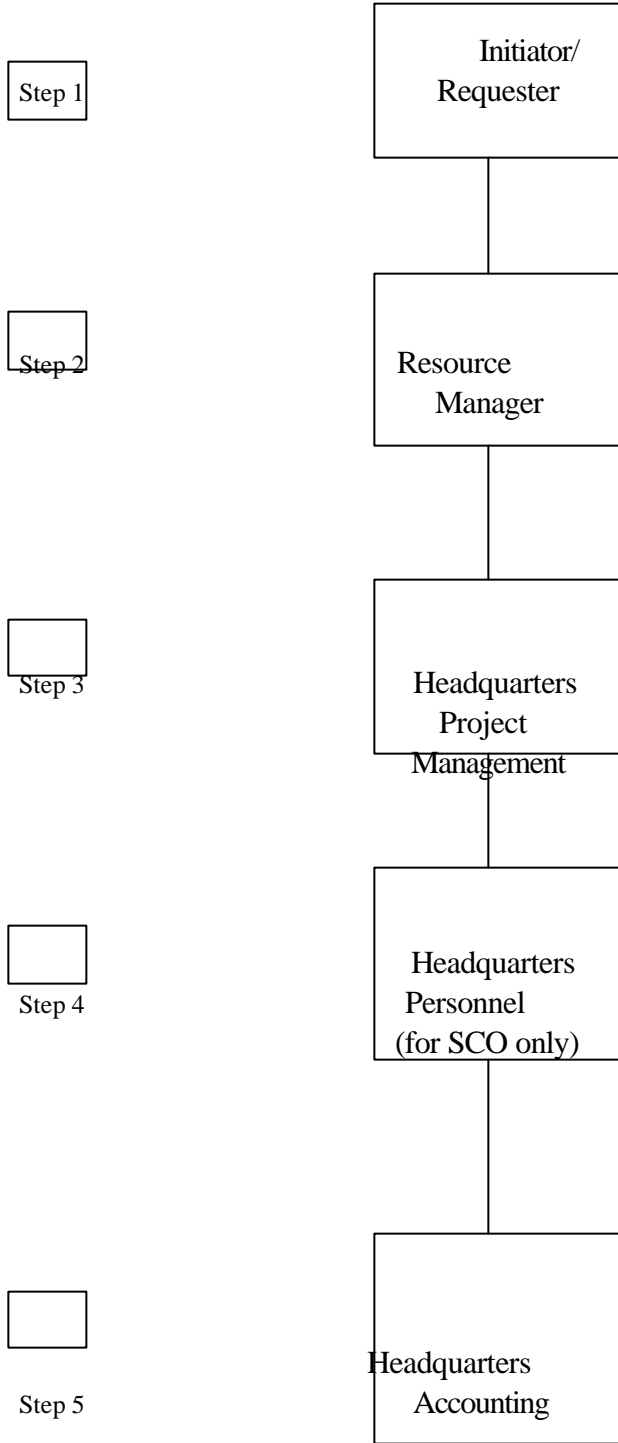 Step 1
Initiator/
Requester
Step 2
Resource
Manager
Step 3
Headquarters
Project
Management
Step 4
Headquarters
Personnel
(for SCO only)
Step 5
Headquarters
Accounting